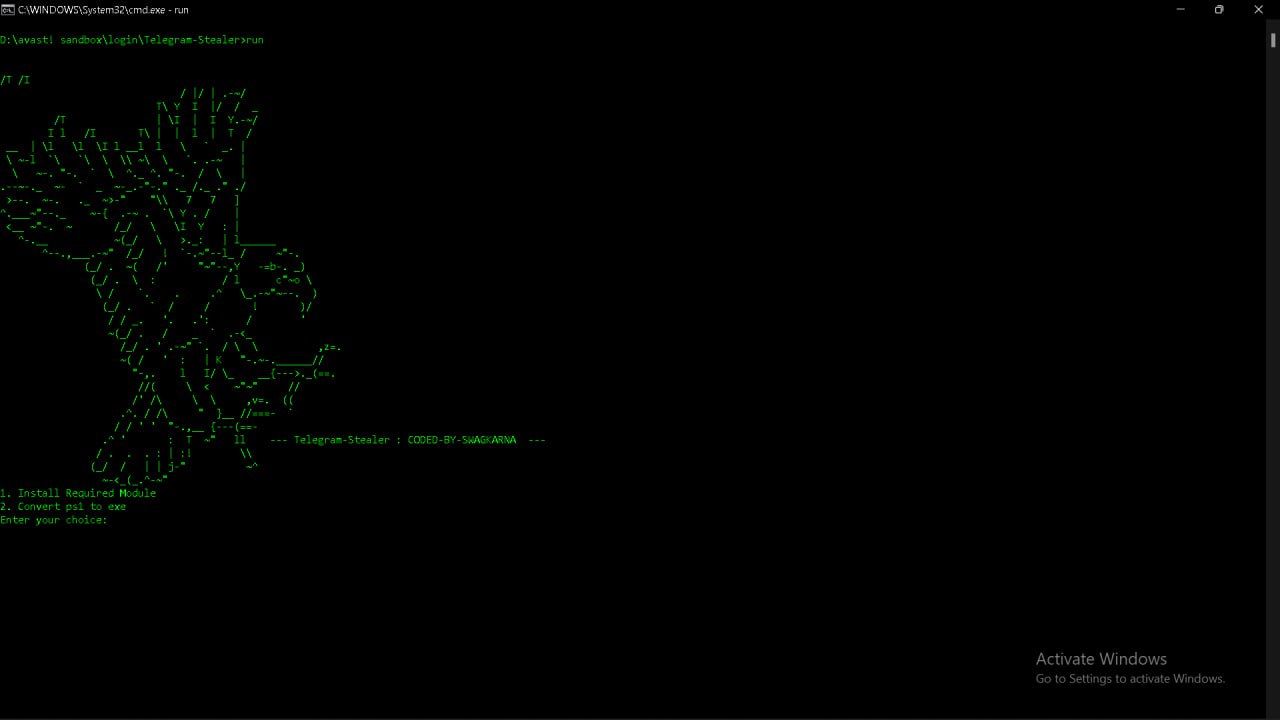 C:\WINDOWS\System32\cmd.exe - run
D:\avast! sandbox\login\Telegram-Stealer>run
/T /I
--- Telegram-Stealer : CODED-BY-SWAGKARNA ---
1. Install Required Module
2. Convert ps1 to exe
Enter your choice:
Activate Windows
Go to Settings to activate Windows.